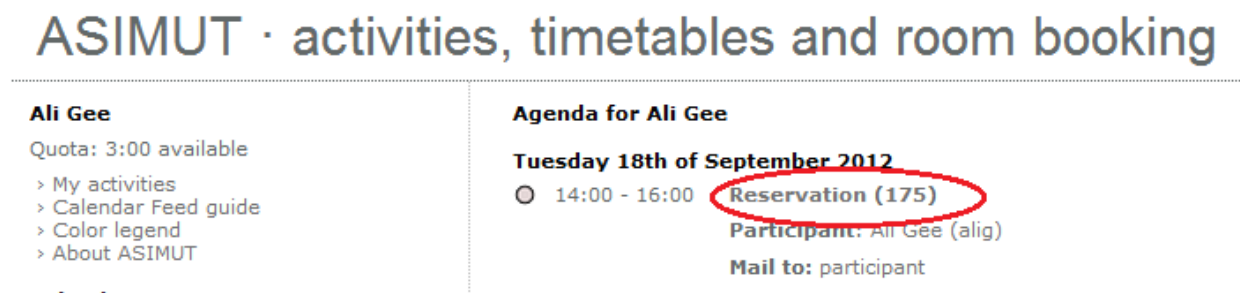 ASIMUT · activities, timetables and room booking
Ali Gee
Quota: 3:00 available
› My activities
› Calendar Feed guide
› Color legend
› About ASIMUT
Agenda for Ali Gee
Tuesday 18th of September 2012
14:00 - 16:00 Reservation (175)
Participant: Ali Gee (alig)
Mail to: participant